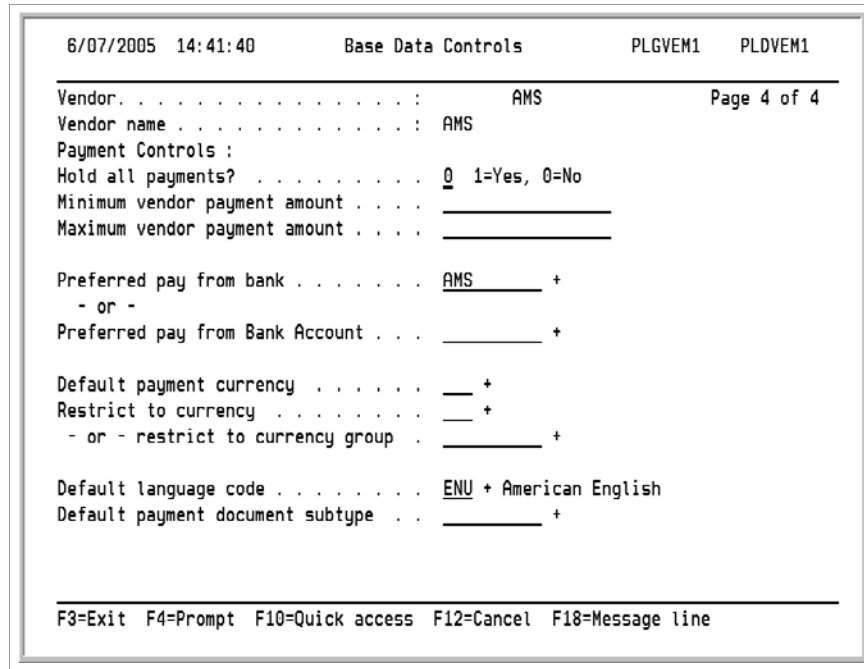 6/07/2005 14:41:40 Base Data Controls PLGVEM1 PLDVEM1
Vendor. . . . . . . . . . . . . . . : AMS Page 4 of 4
Vendor name . . . . . . . . . . . . : AMS
Payment Controls :
Hold all payments? . . . . . . . . . 0 1=Yes, 0=No
Minimum vendor payment amount . . . .
Maximum vendor payment amount . . . .
Preferred pay from bank . . . . . . . AMS +
- or -
Preferred pay from Bank Account . . . +
Default payment currency . . . . . . +
Restrict to currency . . . . . . . . +
- or - restrict to currency group . +
Default language code . . . . . . . . ENU + American English
Default payment document subtype . . +
F3=Exit F4=Prompt F10=Quick access F12=Cancel F18=Message line